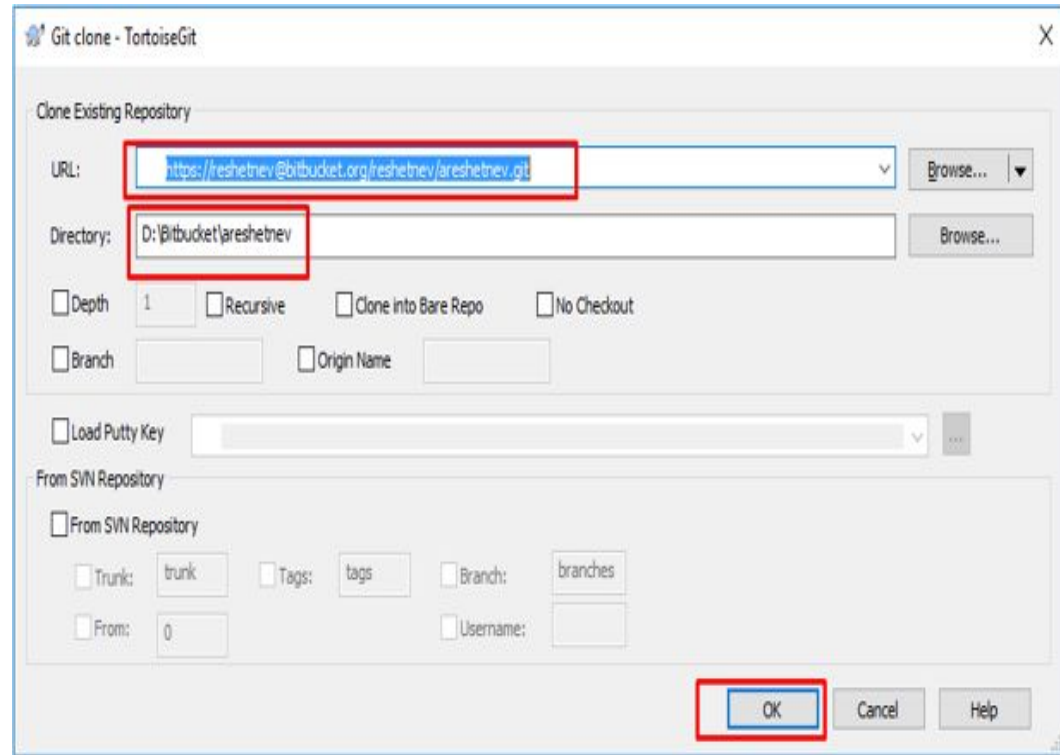 Git clone - TortoiseGit X
Clone Existing Repository
URL: https://reshetnev@bitbucket.org/reshetnev/areshetnev.git Browse...
Directory: D:\Bitbucket\areshetnev Browse...
Depth 1 Recursive Clone into Bare Repo No Checkout
Branch Origin Name
Load Putty Key ...
From SVN Repository
From SVN Repository
Trunk: trunk Tags: tags Branch: branches
From: 0 Username:
OK Cancel Help